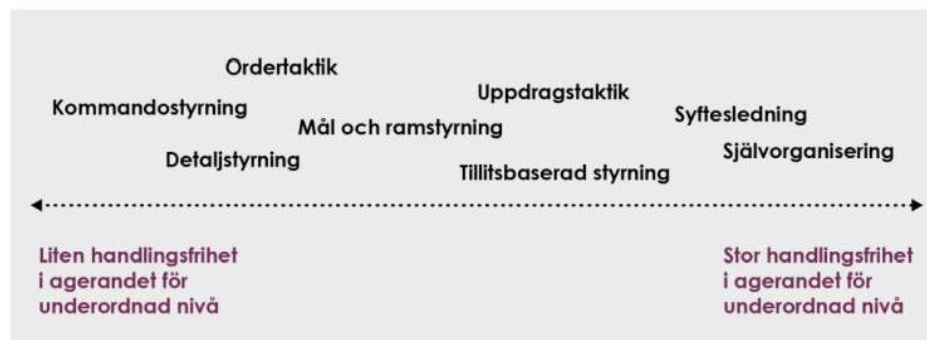 Ordertaktik
Uppdragstaktik
Kommandostyrning
Syftesledning
Mål och ramstyrning
Självorganisering
Detaljstyrning
Tillitsbaserad styrning
Liten handlingsfrihet
i agerandet för
underordnad nivå
Stor handlingsfrihet
i agerandet för
underordnad nivå